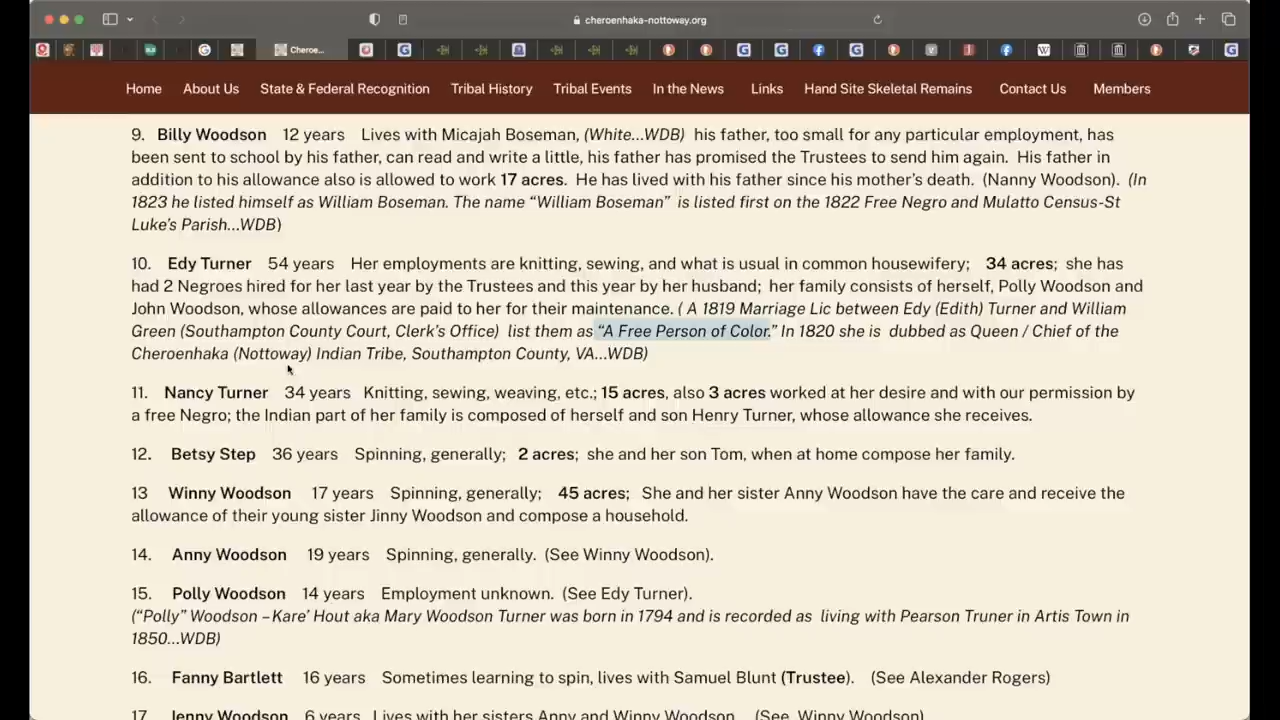 cheroenhaka-nottoway.org
Cheroe...
Home About Us State & Federal Recognition Tribal History Tribal Events In the News Links Hand Site Skeletal Remains Contact Us Members
9. Billy Woodson 12 years Lives with Micajah Boseman, (White...WDB) his father, too small for any particular employment, has
been sent to school by his father, can read and write a little, his father has promised the Trustees to send him again. His father in
addition to his allowance also is allowed to work 17 acres. He has lived with his father since his mother's death. (Nanny Woodson). (In
1823 he listed himself as William Boseman. The name “William Boseman” is listed first on the 1822 Free Negro and Mulatto Census-St
Luke's Parish...WDB)
10. Edy Turner 54 years Her employments are knitting, sewing, and what is usual in common housewifery; 34 acres; she has
had 2 Negroes hired for her last year by the Trustees and this year by her husband; her family consists of herself, Polly Woodson and
John Woodson, whose allowances are paid to her for their maintenance. ( A 1819 Marriage Lic between Edy (Edith) Turner and William
Green (Southampton County Court, Clerk's Office) list them as “A Free Person of Color.” In 1820 she is dubbed as Queen / Chief of the
Cheroenhaka (Nottoway) Indian Tribe, Southampton County, VA...WDB)
11. Nancy Turner 34 years Knitting, sewing, weaving, etc.; 15 acres, also 3 acres worked at her desire and with our permission by
a free Negro; the Indian part of her family is composed of herself and son Henry Turner, whose allowance she receives.
12. Betsy Step 36 years Spinning, generally; 2 acres; she and her son Tom, when at home compose her family.
13 Winny Woodson 17 years Spinning, generally; 45 acres; She and her sister Anny Woodson have the care and receive the
allowance of their young sister Jinny Woodson and compose a household.
14. Anny Woodson 19 years Spinning, generally. (See Winny Woodson).
15. Polly Woodson 14 years Employment unknown. (See Edy Turner).
(“Polly” Woodson – Kare' Hout aka Mary Woodson Turner was born in 1794 and is recorded as living with Pearson Truner in Artis Town in
1850...WDB)
16. Fanny Bartlett 16 years Sometimes learning to spin, lives with Samuel Blunt (Trustee). (See Alexander Rogers)
17 Jenny Woodson 6 years Lives with her sisters Anny and Winny Woodson. (See Winny Woodson)